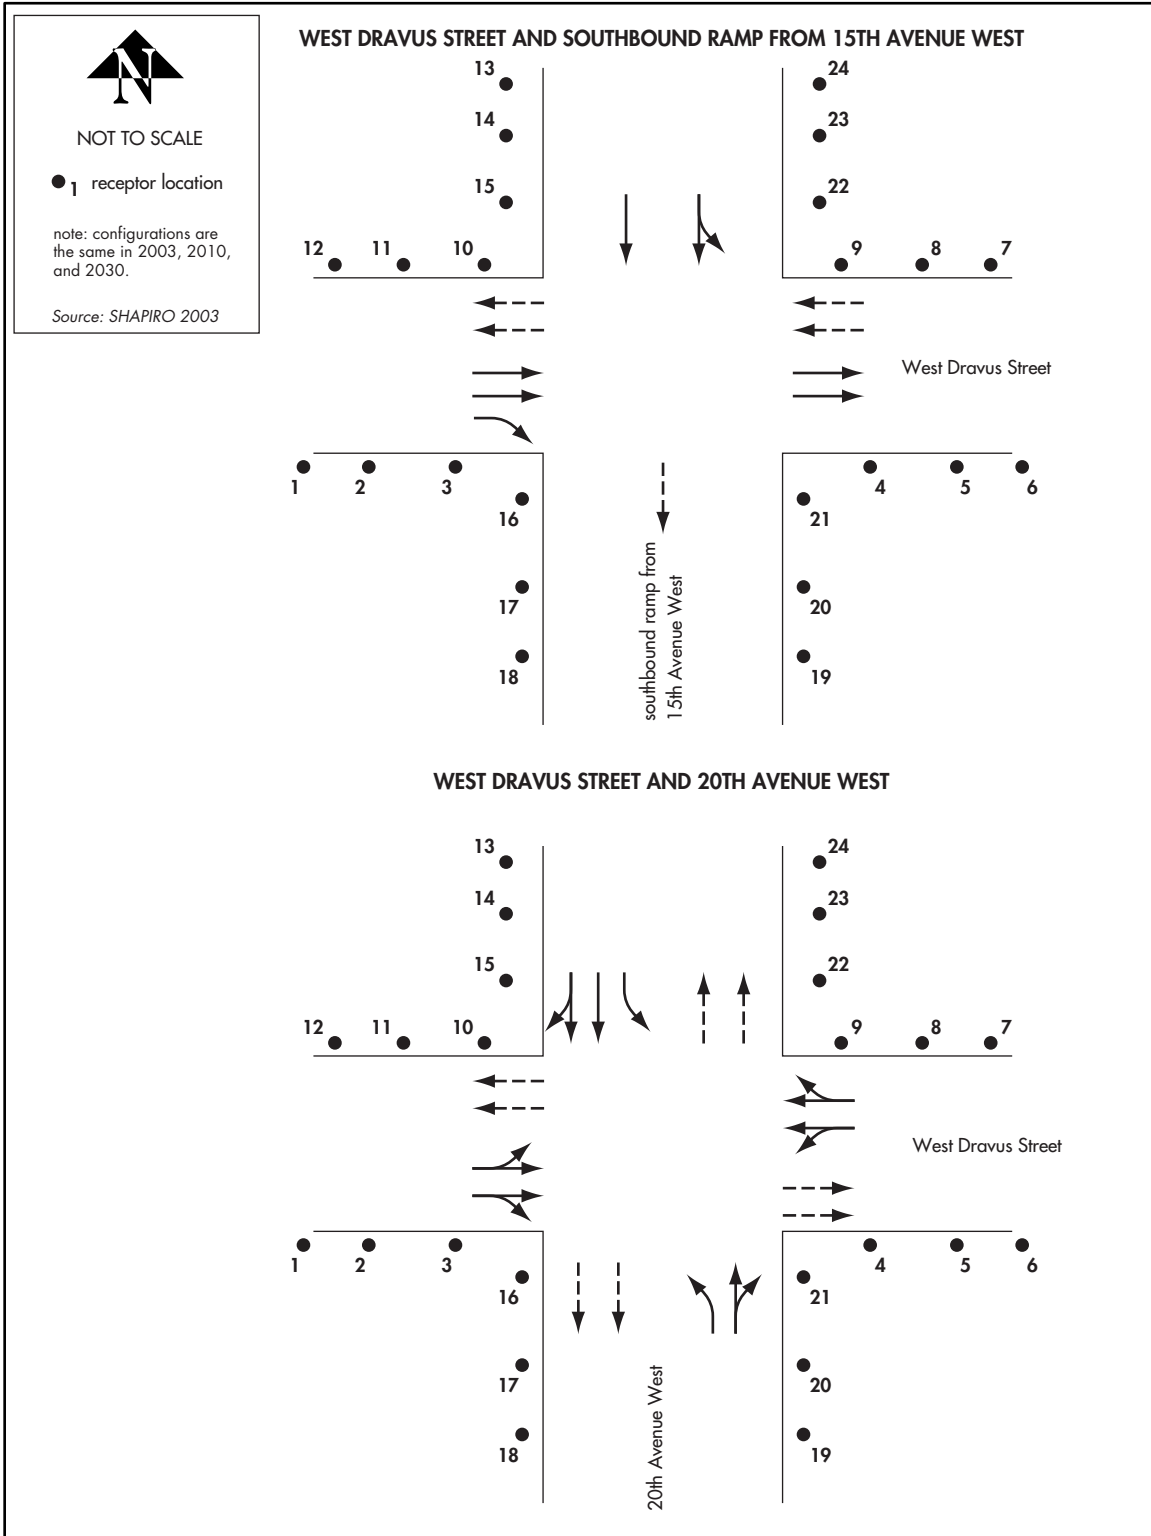 N
NOT TO SCALE
1 receptor location
note: configurations are
the same in 2003, 2010,
and 2030.
Source: SHAPIRO 2003
WEST DRAVUS STREET AND SOUTHBOUND RAMP FROM 15TH AVENUE WEST
13
24
14
23
15
22
12 11 10
9 8 7
West Dravus Street
1 2 3
4 5 6
16
21
17
20
18
19
southbound ramp from
15th Avenue West
WEST DRAVUS STREET AND 20TH AVENUE WEST
13
24
14
23
15
22
12 11 10
9 8 7
West Dravus Street
1 2 3
4 5 6
16
21
17
20
18
19
20th Avenue West